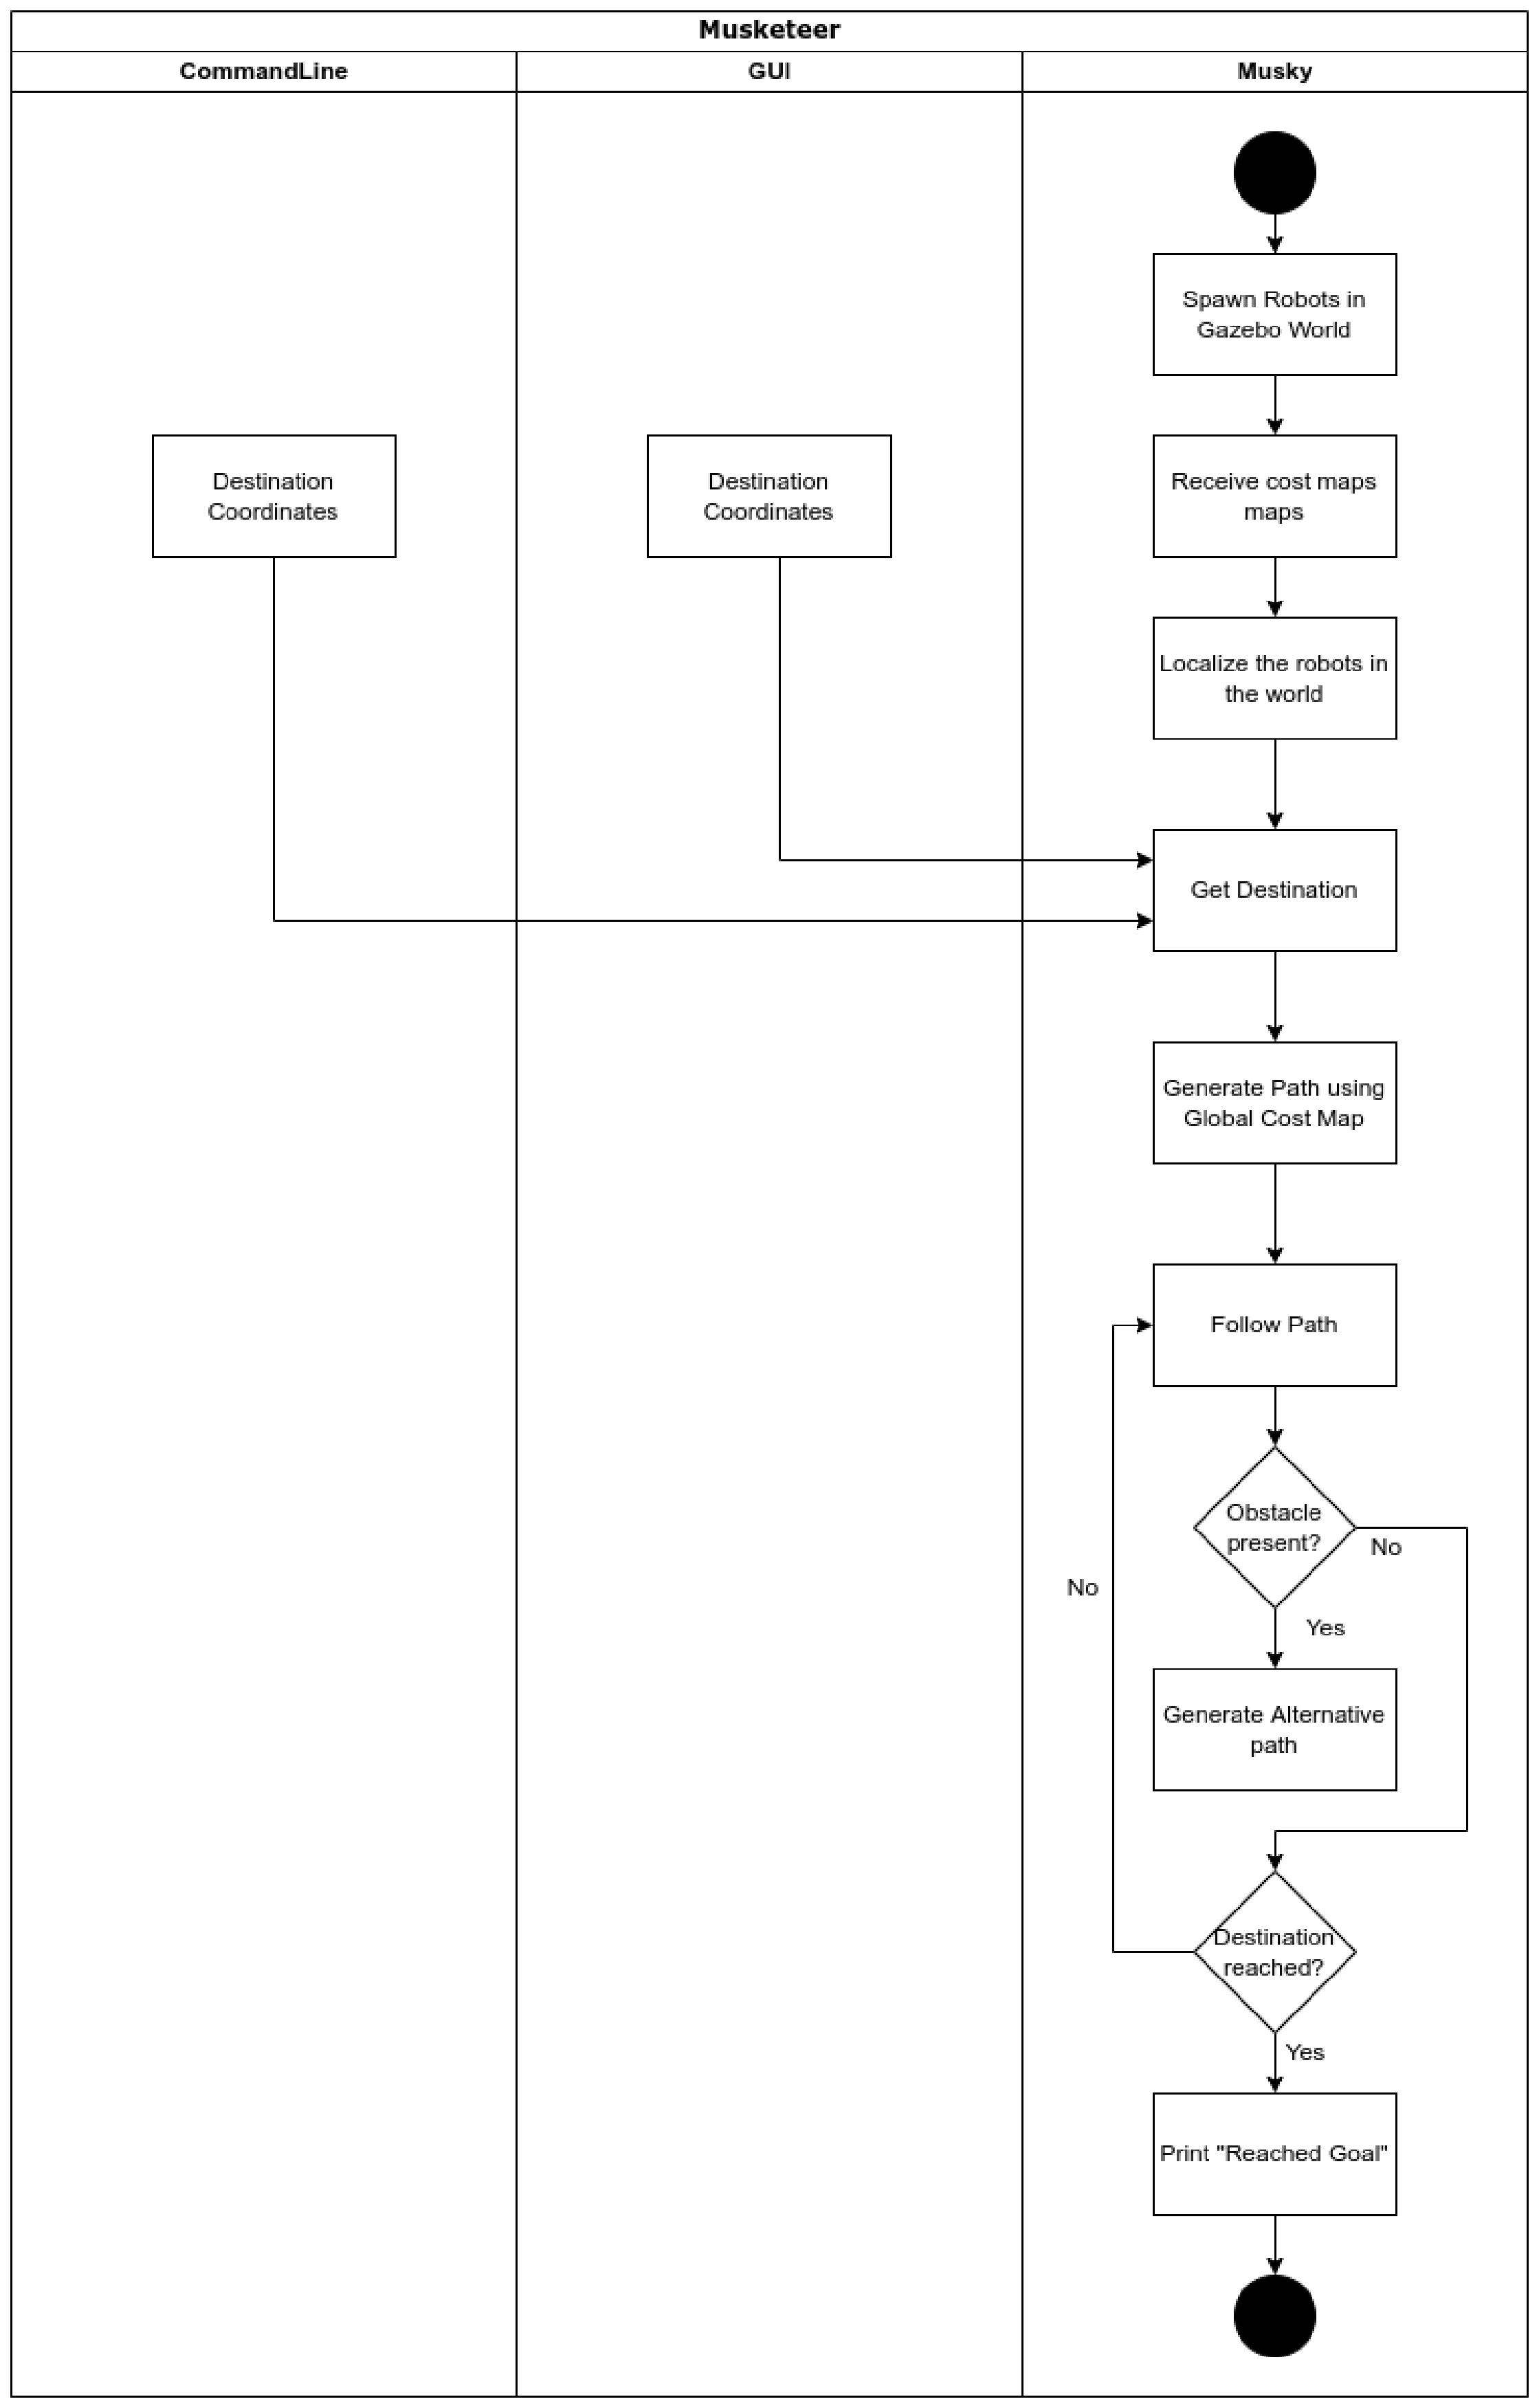 Musketeer
CommandLine
GUI
Musky
Spawn Robots in
Gazebo World
Destination
Coordinates
Destination
Coordinates
Receive cost maps
maps
Localize the robots in
the world
Get Destination
Generate Path using
Global Cost Map
Follow Path
Obstacle
present?
No
No
Yes
Generate Alternative
path
Destination
reached?
Yes
Print "Reached Goal"